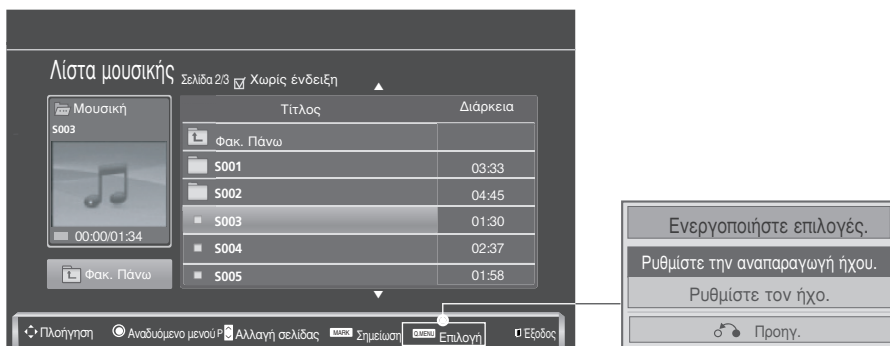 Λίστα μουσικής Σελίδα 2/3 Χωρίς ένδειξη
Μουσική
S003
00:00/01:34
Φακ. Πάνω
Τίτλος Διάρκεια
Φακ. Πάνω
S001 03:33
S002 04:45
S003 01:30
S004 02:37
S005 01:58
Πλοήγηση Αναδυόμενο μενού P Αλλαγή σελίδας MARK Σημείωση Q.MENU Επιλογή Εξοδος
Ενεργοποιήστε επιλογές.
Ρυθμίστε την αναπαραγωγή ήχου.
Ρυθμίστε τον ήχο.
Προηγ.